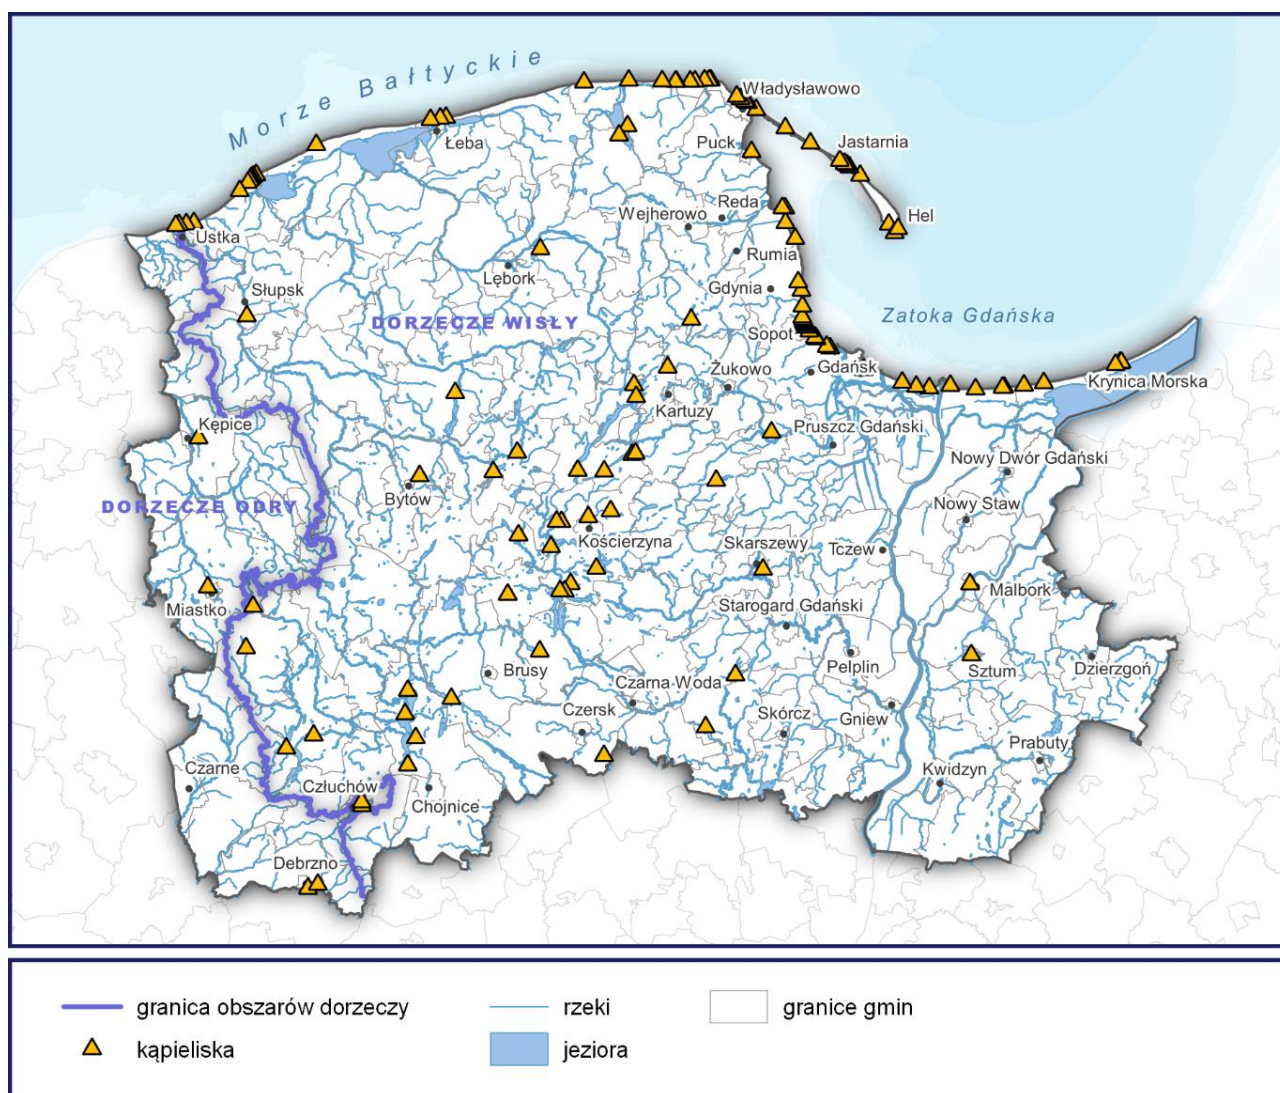 Morze Bałtyckie
Władysławowo
Łeba
Puck
Jastarnia
Reda
Hel
Wejherowo
Ustka
Rumia
Lębork
Słupsk
Gdynia
Zatoka Gdańska
DORZECZE WISŁY
Sopot
Gdańsk
Żukowo
Krynica Morska
Kartuzy
Kępice
Pruszcz Gdański
Nowy Dwór Gdański
Bytów
DORZECZE ODRY
Nowy Staw
Kościerzyna
Skarszewy
Tczew
Miastko
Malbork
Starogard Gdański
Brusy
Pelplin
Sztum
Dzierzgoń
Czarna Woda
Czersk
Skórcz
Gniew
Prabuty
Czarne
Kwidzyn
Człuchów
Chojnice
Debrzno
granica obszarów dorzeczy
rzeki
granice gmin
kąpieliska
jeziora